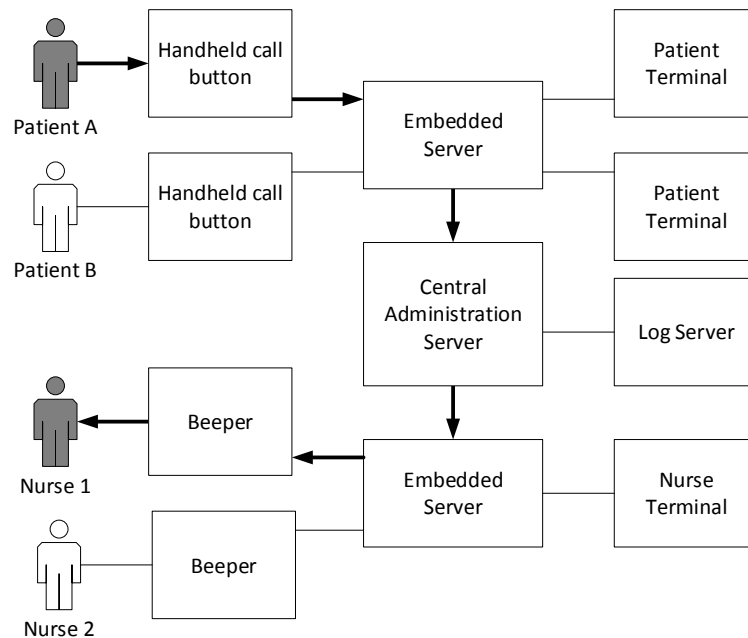 Handheld call
button
Patient
Terminal
Patient A
Embedded
Server
Handheld call
button
Patient
Terminal
Patient B
Central
Administration
Server
Log Server
Beeper
Nurse 1
Embedded
Server
Nurse
Terminal
Beeper
Nurse 2